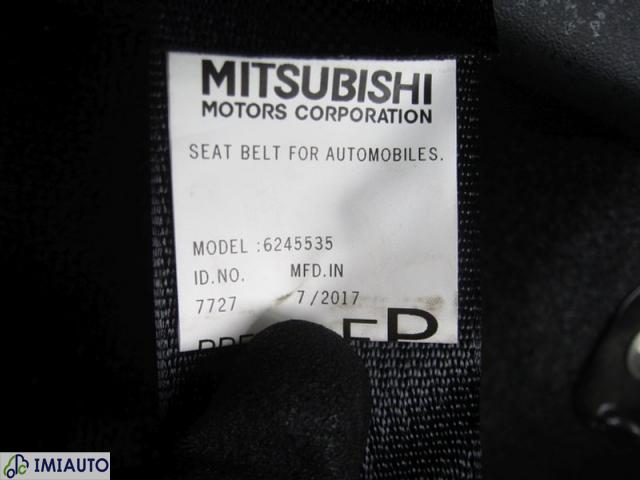 MITSUBISHI
MOTORS CORPORATION
SEAT BELT FOR AUTOMOBILES.
MODEL :6245535
ID.NO. MFD.IN
7727 7/2017
IMIAUTO